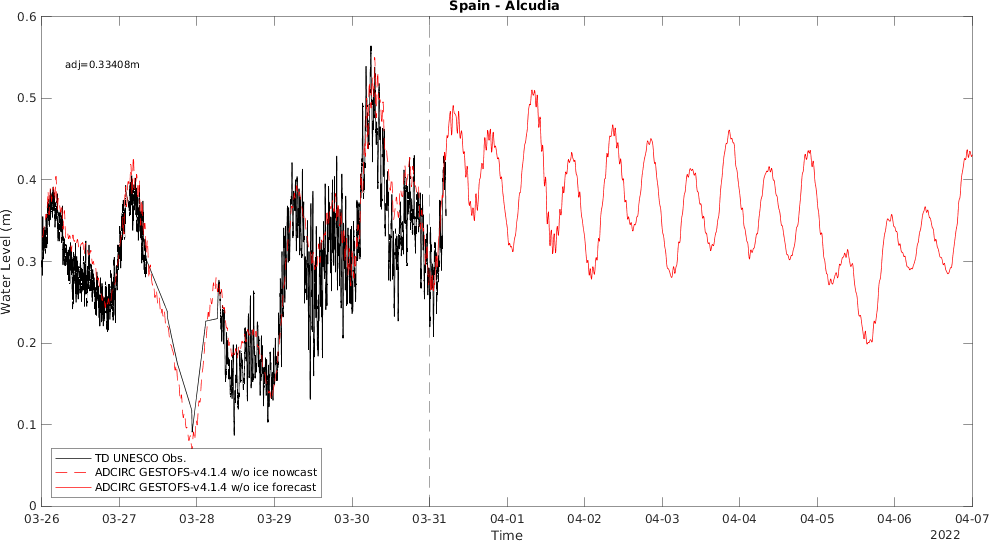 Spain - Alcudia
0.6
adj=0.33408m
0.5
0.4
0.3
0.2
0.1
0
Water Level (m)
TD UNESCO Obs.
ADCIRC GESTOFS-v4.1.4 w/o ice nowcast
ADCIRC GESTOFS-v4.1.4 w/o ice forecast
03-26 03-27 03-28 03-29 03-30 03-31 04-01 04-02 04-03 04-04 04-05 04-06 04-07
Time
2022